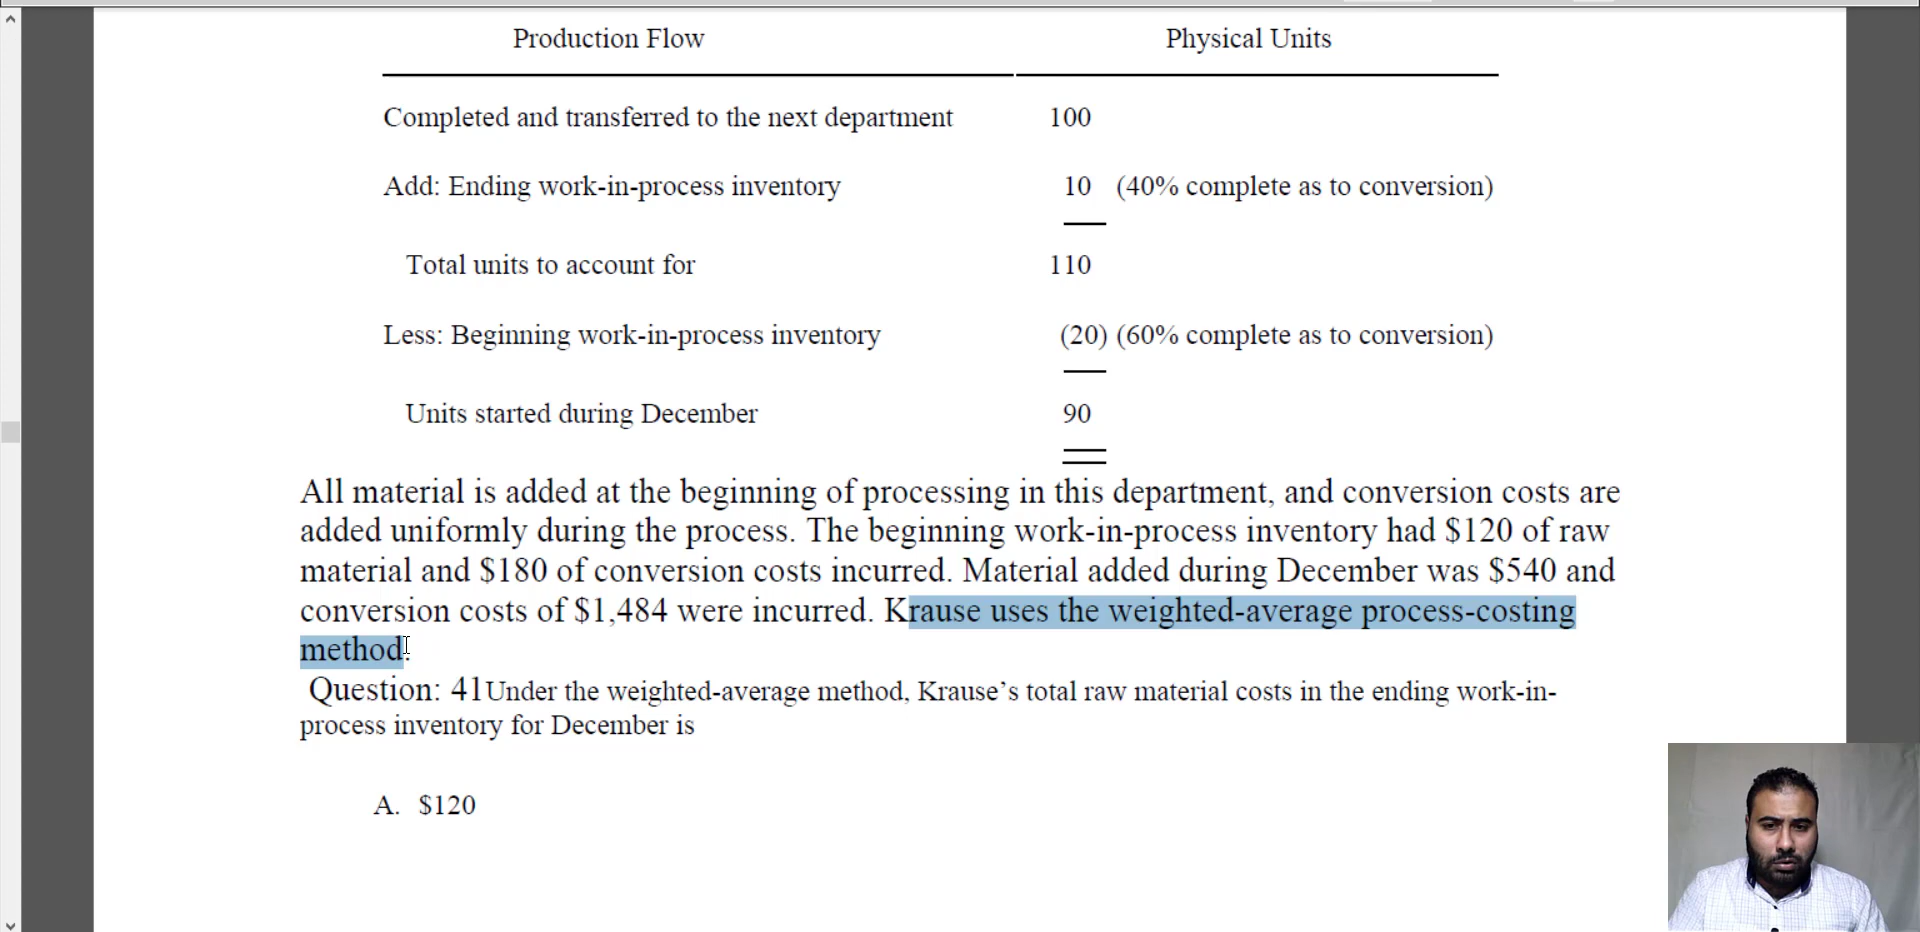 Production Flow Physical Units
Completed and transferred to the next department 100
Add: Ending work-in-process inventory 10 (40% complete as to conversion)
Total units to account for 110
Less: Beginning work-in-process inventory (20) (60% complete as to conversion)
Units started during December 90
All material is added at the beginning of processing in this department, and conversion costs are
added uniformly during the process. The beginning work-in-process inventory had $120 of raw
material and $180 of conversion costs incurred. Material added during December was $540 and
conversion costs of $1,484 were incurred. Krause uses the weighted-average process-costing
method.
Question: 41Under the weighted-average method, Krause’s total raw material costs in the ending work-in-
process inventory for December is
A. $120